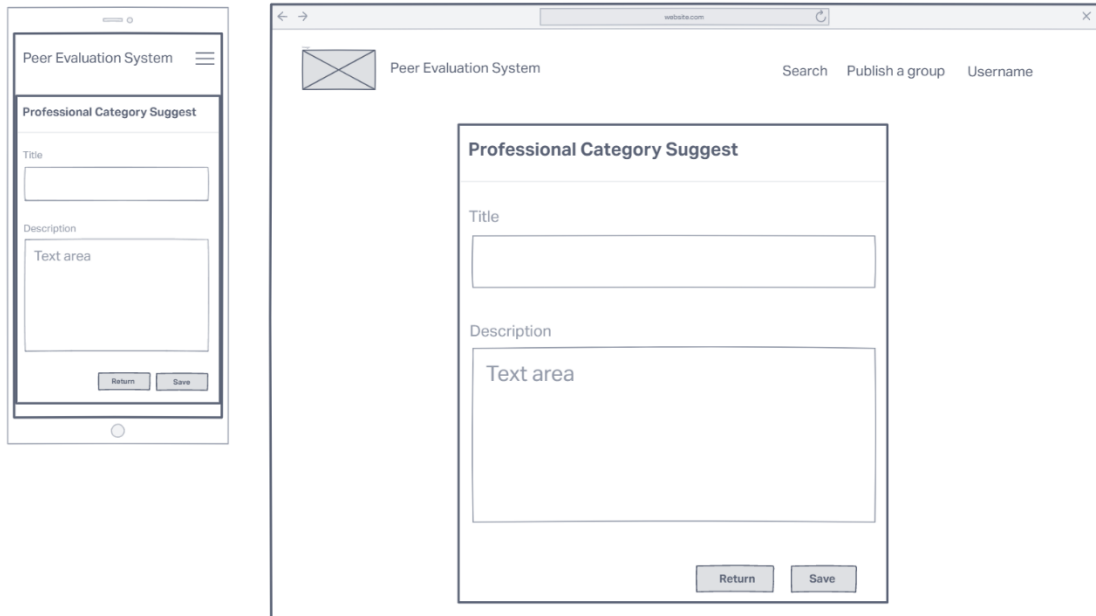 Peer Evaluation System
Professional Category Suggest
Title
Description
Text area
Return Save
website.com
Peer Evaluation System
Search Publish a group Username
Professional Category Suggest
Title
Description
Text area
Return Save